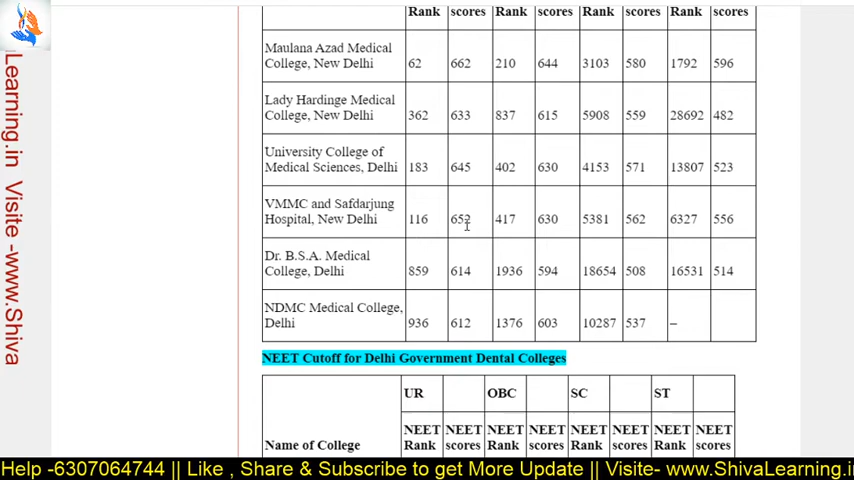 Rank scores Rank scores Rank scores Rank scores
Maulana Azad Medical
College, New Delhi 62 662 210 644 3103 580 1792 596
Lady Hardinge Medical
College, New Delhi 362 633 837 615 5908 559 28692 482
University College of
Medical Sciences, Delhi 183 645 402 630 4153 571 13807 523
VMMC and Safdarjung
Hospital, New Delhi 116 652 417 630 5381 562 6327 556
Dr. B.S.A. Medical
College, Delhi 859 614 1936 594 18654 508 16531 514
NDMC Medical College,
Delhi 936 612 1376 603 10287 537 –
NEET Cutoff for Delhi Government Dental Colleges
UR OBC SC ST
NEET NEET NEET NEET NEET NEET NEET NEET
Name of College Rank scores Rank scores Rank scores Rank scores
Learning.in Visite -www.Shiva
Help -6307064744 || Like , Share & Subscribe to get More Update || Visite- www.ShivaLearning.i